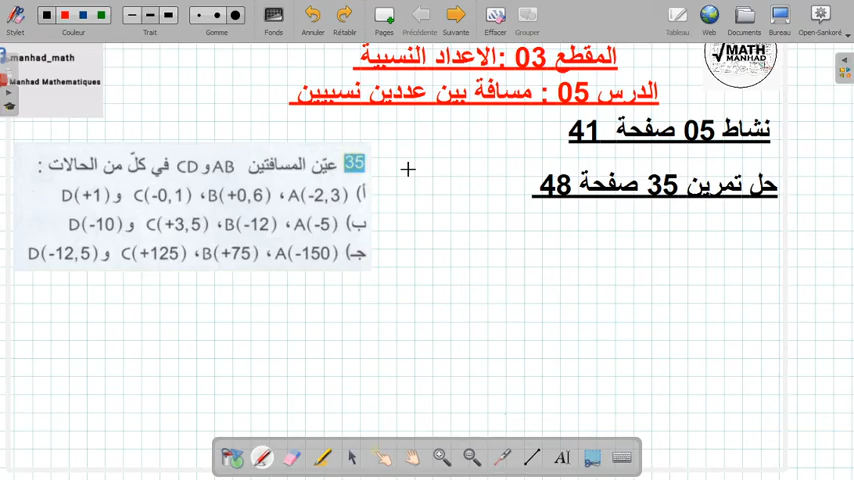 Stylet
Trait
Gomme
Fonds
Annuler
Rétablir
Pages
Précédente
Suivante
Effacer
Grouper
Tableau
Web
Documents
Bureau
Open-Sankoré
.manhad_math
Manhad Mathematiques
MATH
MANHAD
المقطع 03 :الاعداد النسبية
الدرس 05 : مسافة بين عددين نسبيين
نشاط 05 صفحة 41
حل تمرين 35 صفحة 48
35 عيّن المسافتين AB و CD في كلّ من الحالات :
أ) A(-2,3)، B(+0,6)، C(-0,1) و D(+1)
ب) A(-5)، B(-12)، C(+3,5) و D(-10)
جـ) A(-150)، B(+75)، C(+125) و D(-12,5)